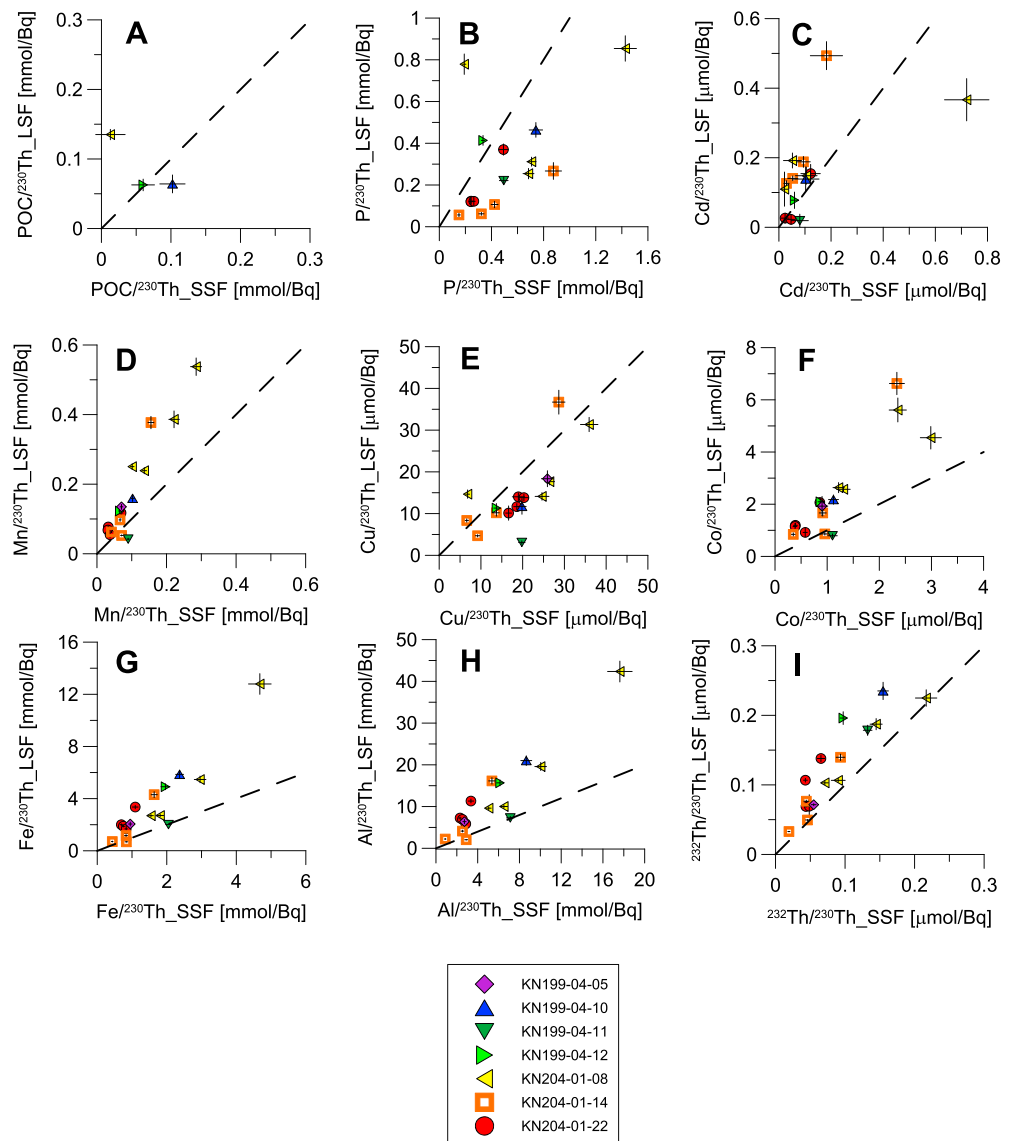 A
POC/²³⁰Th_LSF [mmol/Bq]
0.3
0.2
0.1
0
0 0.1 0.2 0.3
POC/²³⁰Th_SSF [mmol/Bq]
B
P/²³⁰Th_LSF [mmol/Bq]
1
0.8
0.6
0.4
0.2
0
0 0.4 0.8 1.2 1.6
P/²³⁰Th_SSF [mmol/Bq]
C
Cd/²³⁰Th_LSF [μmol/Bq]
0.6
0.4
0.2
0
0 0.2 0.4 0.6 0.8
Cd/²³⁰Th_SSF [μmol/Bq]
D
Mn/²³⁰Th_LSF [mmol/Bq]
0.6
0.4
0.2
0
0 0.2 0.4 0.6
Mn/²³⁰Th_SSF [mmol/Bq]
E
Cu/²³⁰Th_LSF [μmol/Bq]
50
40
30
20
10
0
0 10 20 30 40 50
Cu/²³⁰Th_SSF [μmol/Bq]
F
Co/²³⁰Th_LSF [μmol/Bq]
8
6
4
2
0
0 1 2 3 4
Co/²³⁰Th_SSF [μmol/Bq]
G
Fe/²³⁰Th_LSF [mmol/Bq]
16
12
8
4
0
0 2 4 6
Fe/²³⁰Th_SSF [mmol/Bq]
H
Al/²³⁰Th_LSF [mmol/Bq]
50
40
30
20
10
0
0 4 8 12 16 20
Al/²³⁰Th_SSF [mmol/Bq]
I
²³²Th/²³⁰Th_LSF [μmol/Bq]
0.3
0.2
0.1
0
0 0.1 0.2 0.3
²³²Th/²³⁰Th_SSF [μmol/Bq]
KN199-04-05
KN199-04-10
KN199-04-11
KN199-04-12
KN204-01-08
KN204-01-14
KN204-01-22